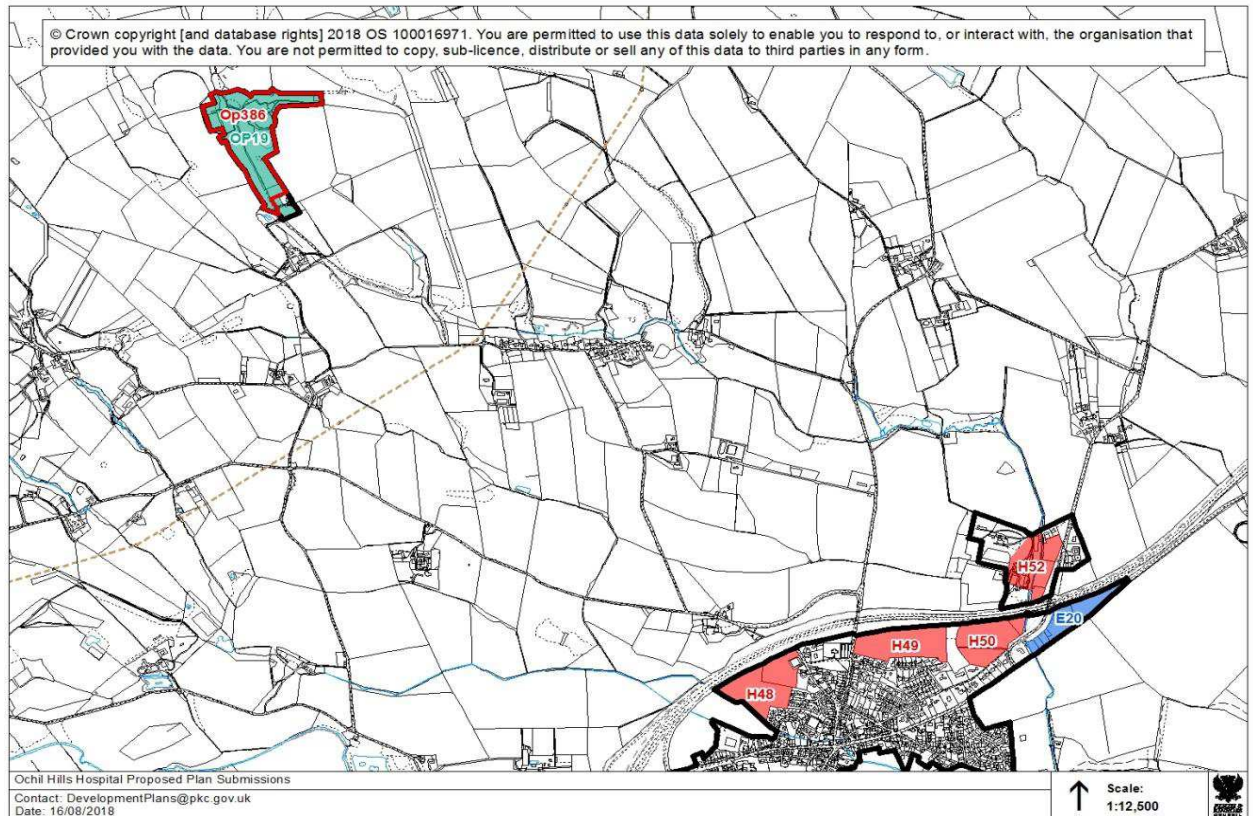 © Crown copyright [and database rights] 2018 OS 100016971. You are permitted to use this data solely to enable you to respond to, or interact with, the organisation that
provided you with the data. You are not permitted to copy, sub-licence, distribute or sell any of this data to third parties in any form.
Op386
OP19
H52
E20
H49
H50
H48
Ochil Hills Hospital Proposed Plan Submissions
Contact: DevelopmentPlans@pkc.gov.uk
Date: 16/08/2018
Scale:
1:12,500